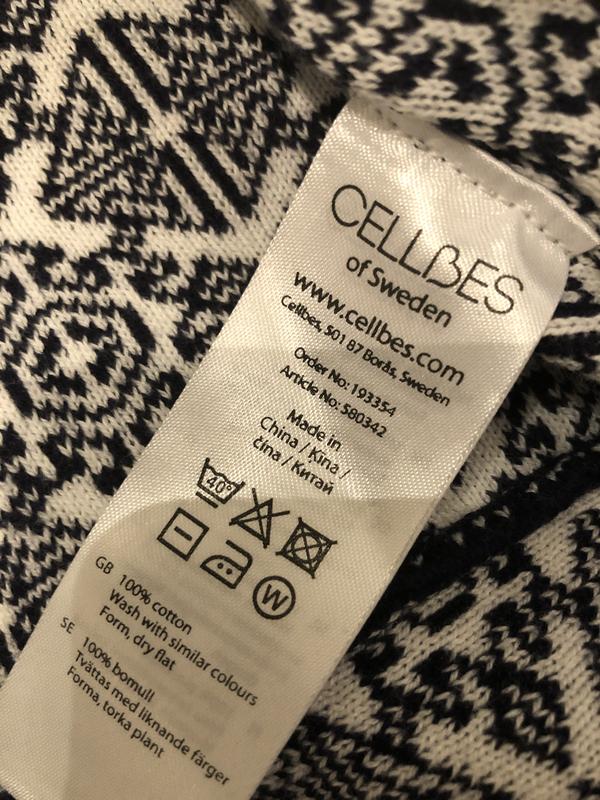 CELLBES
of Sweden
www.cellbes.com
Cellbes, 501 87 Borås, Sweden
Order No: 193354
Article No: 580342
Made in
China / Ķīna /
čína / Китай
40°
W
GB 100% cotton
Wash with similar colours
Form, dry flat
SE 100% bomull
Tvättas med liknande färger
Forma, torka plant